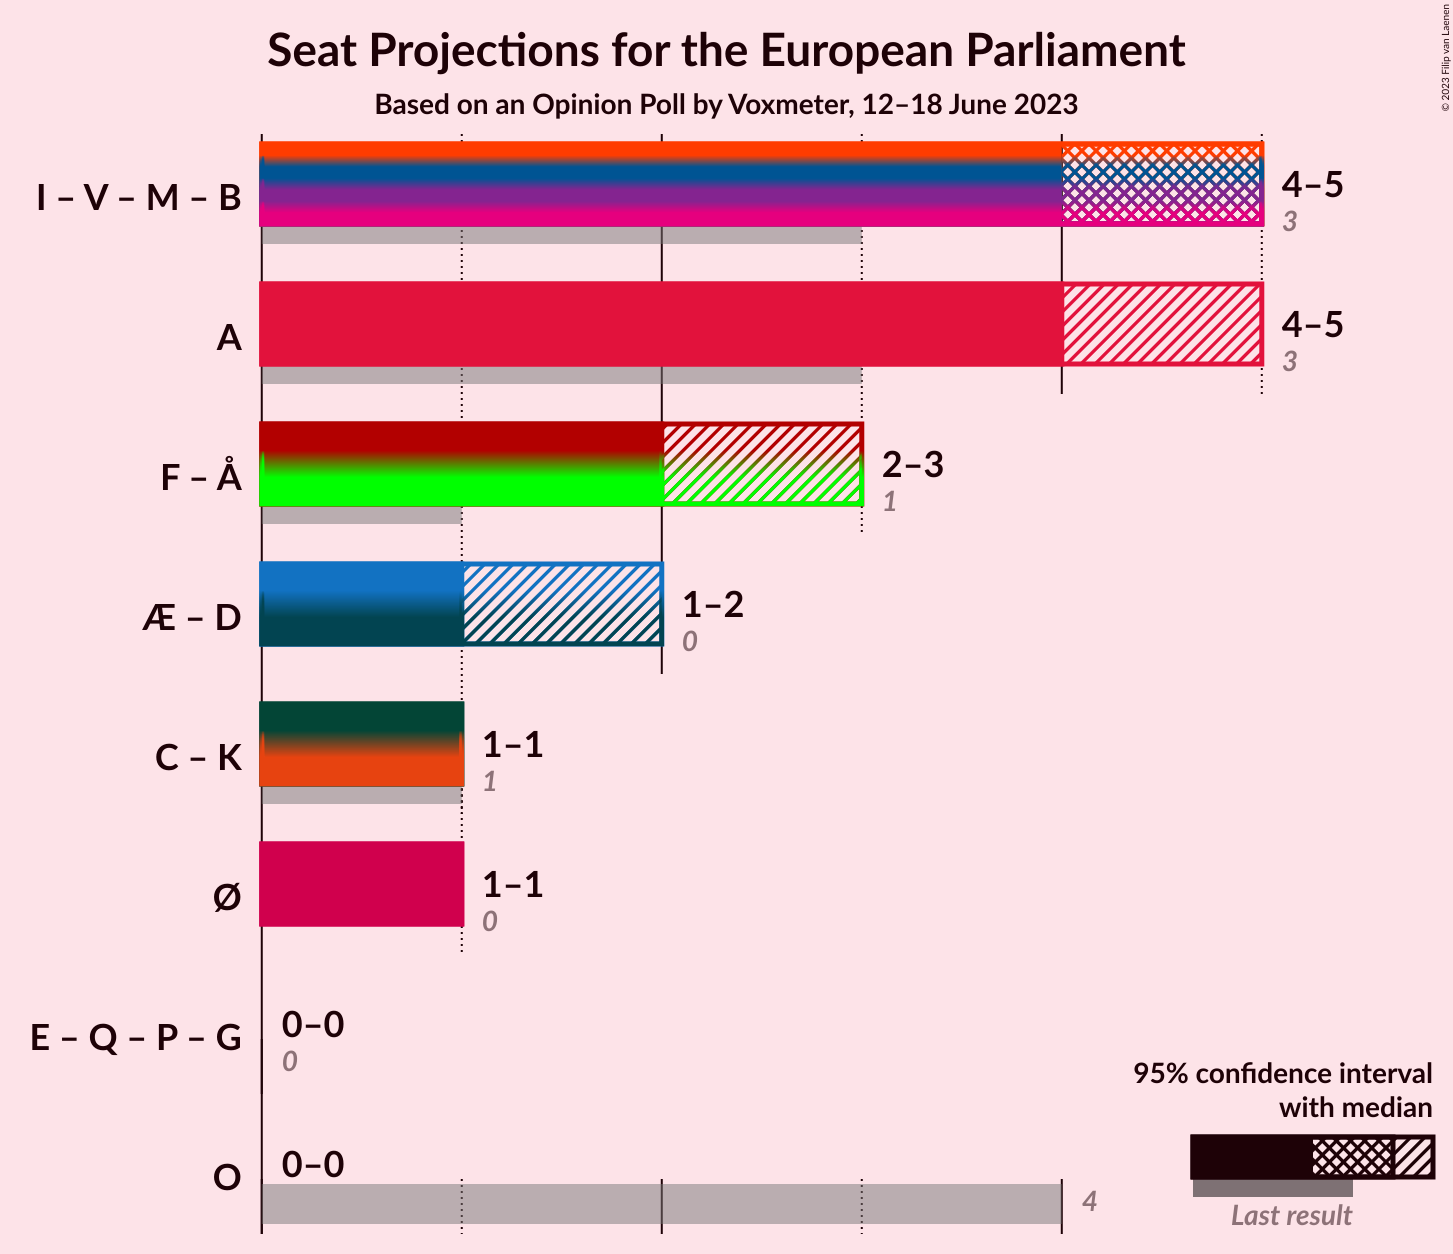 Seat Projections for the European Parliament
Based on an Opinion Poll by Voxmeter, 12–18 June 2023
© 2023 Filip van Laenen
I – V – M – B
4–5
3
A
4–5
3
F – Å
2–3
1
Æ – D
1–2
0
C – K
1–1
1
Ø
1–1
0
E – Q – P – G
0–0
0
O
0–0
4
95% confidence interval
with median
Last result